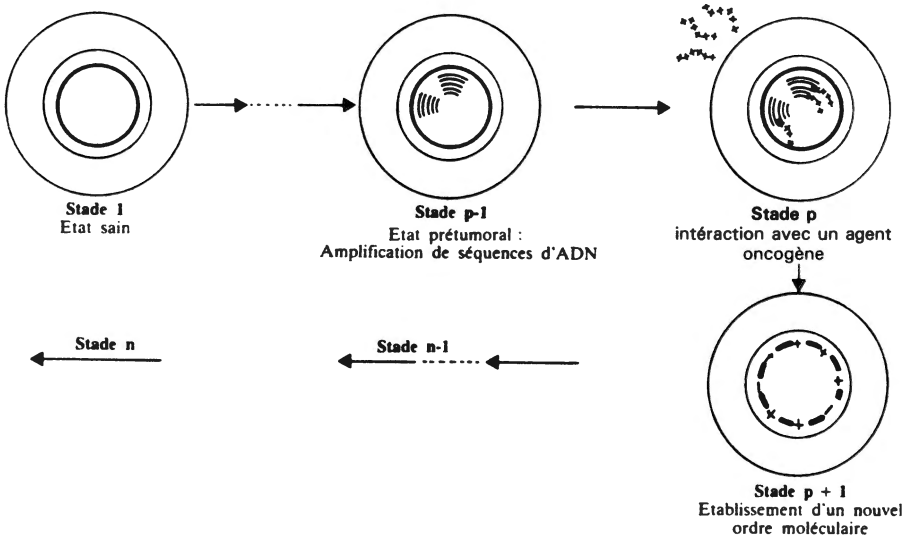 Stade 1
Etat sain
Stade p-1
Etat prétumoral :
Amplification de séquences d'ADN
Stade p
intéraction avec un agent
oncogène
Stade n
Stade n-1
Stade p + 1
Etablissement d'un nouvel
ordre moléculaire